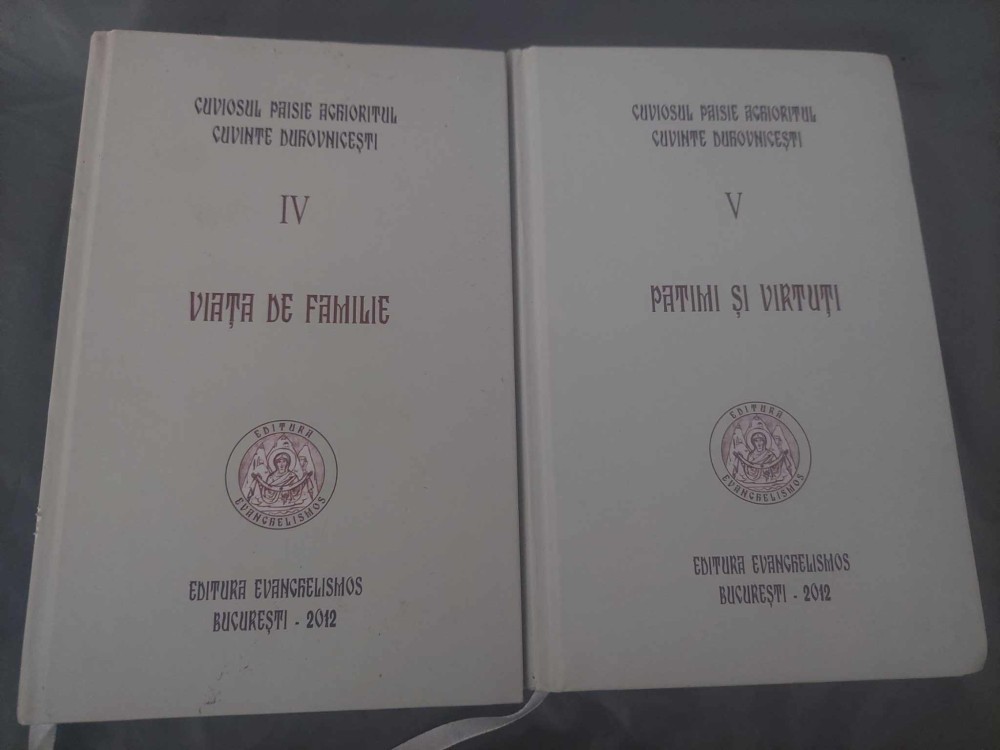 CUVIOSUL PAISIE AGHIORITUL
CUVINTE DUHOVNICEȘTI
IV
VIAȚA DE FAMILIE
EDITURA
EVANGHELISMOS
EDITURA EVANGHELISMOS
BUCUREȘTI - 2012
CUVIOSUL PAISIE AGHIORITUL
CUVINTE DUHOVNICEȘTI
V
PATIMI ȘI VIRTUȚI
EDITURA
EVANGHELISMOS
EDITURA EVANGHELISMOS
BUCUREȘTI - 2012